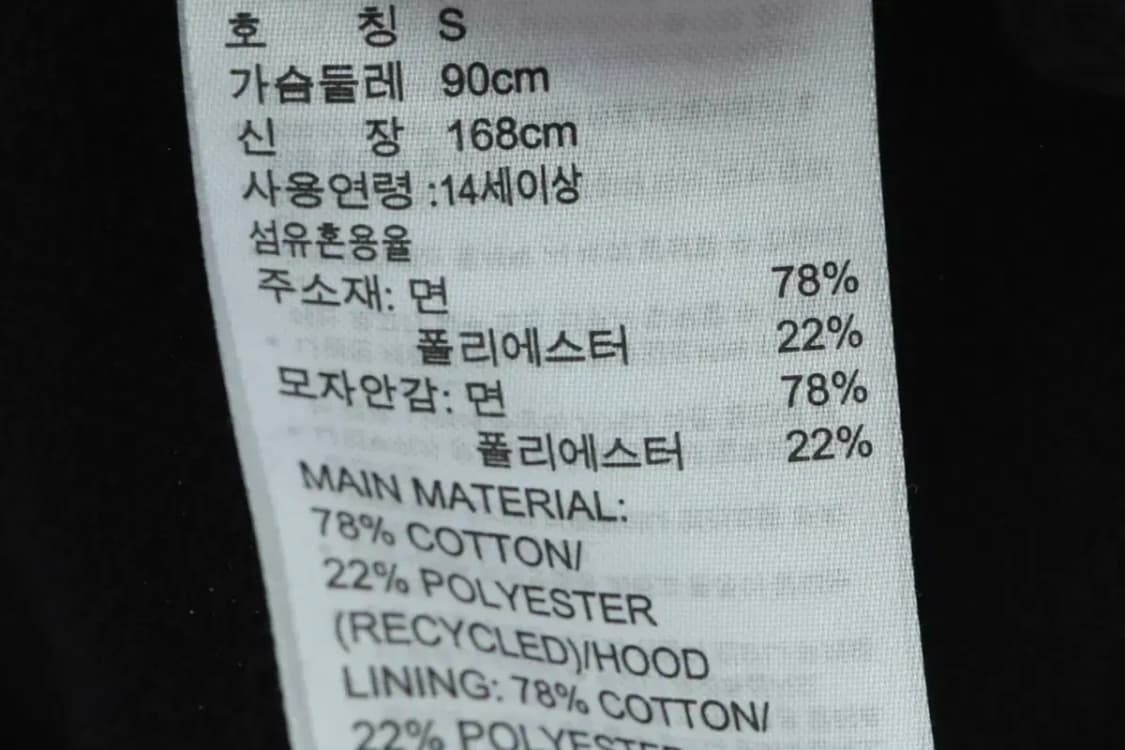 호 칭 S
가슴둘레 90cm
신 장 168cm
사용연령 :14세이상
섬유혼용율
주소재: 면 78%
폴리에스터 22%
모자안감: 면 78%
폴리에스터 22%
MAIN MATERIAL:
78% COTTON/
22% POLYESTER
(RECYCLED)/HOOD
LINING: 78% COTTON/
22% POLYESTER